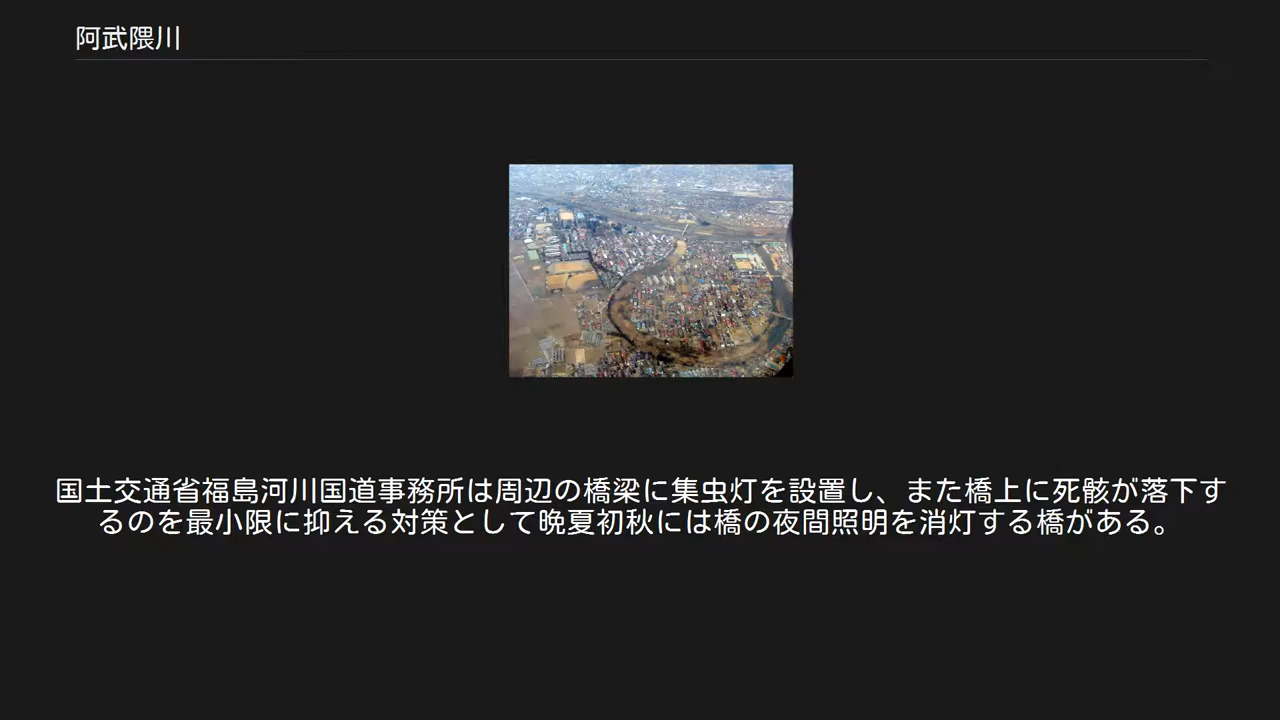 阿武隈川
国土交通省福島河川国道事務所は周辺の橋梁に集虫灯を設置し、また橋上に死骸が落下す
るのを最小限に抑える対策として晩夏初秋には橋の夜間照明を消灯する橋がある。